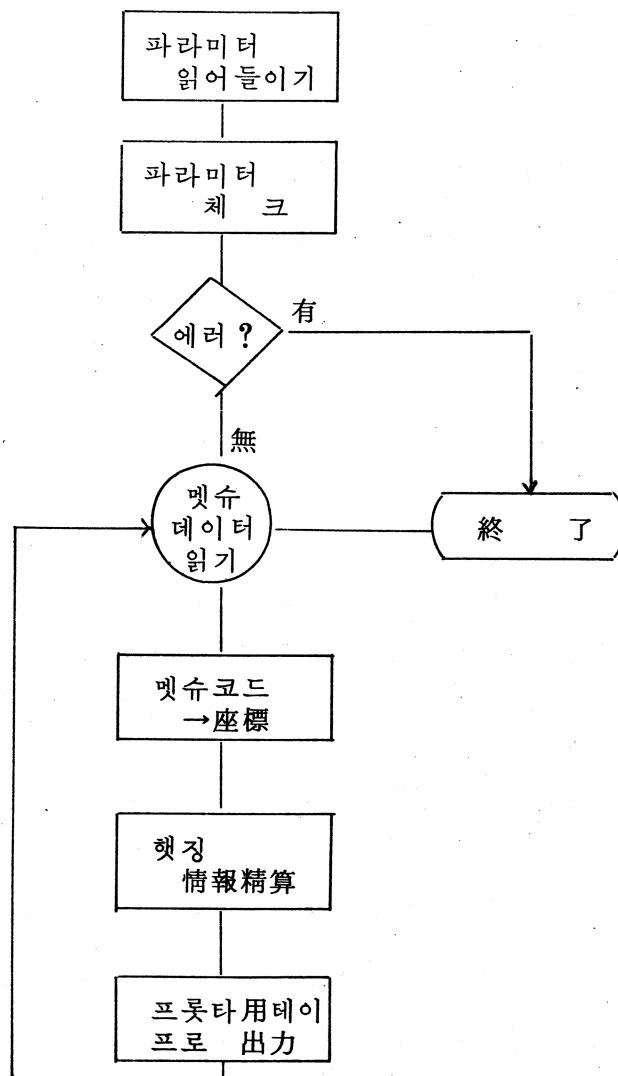 파라미터
읽어들이기
파라미터
체 크
에러 ?
有
無
멧슈
데이터
읽기
終 了
멧슈코드
→座標
햇징
情報精算
프롯타用테이
프로 出力